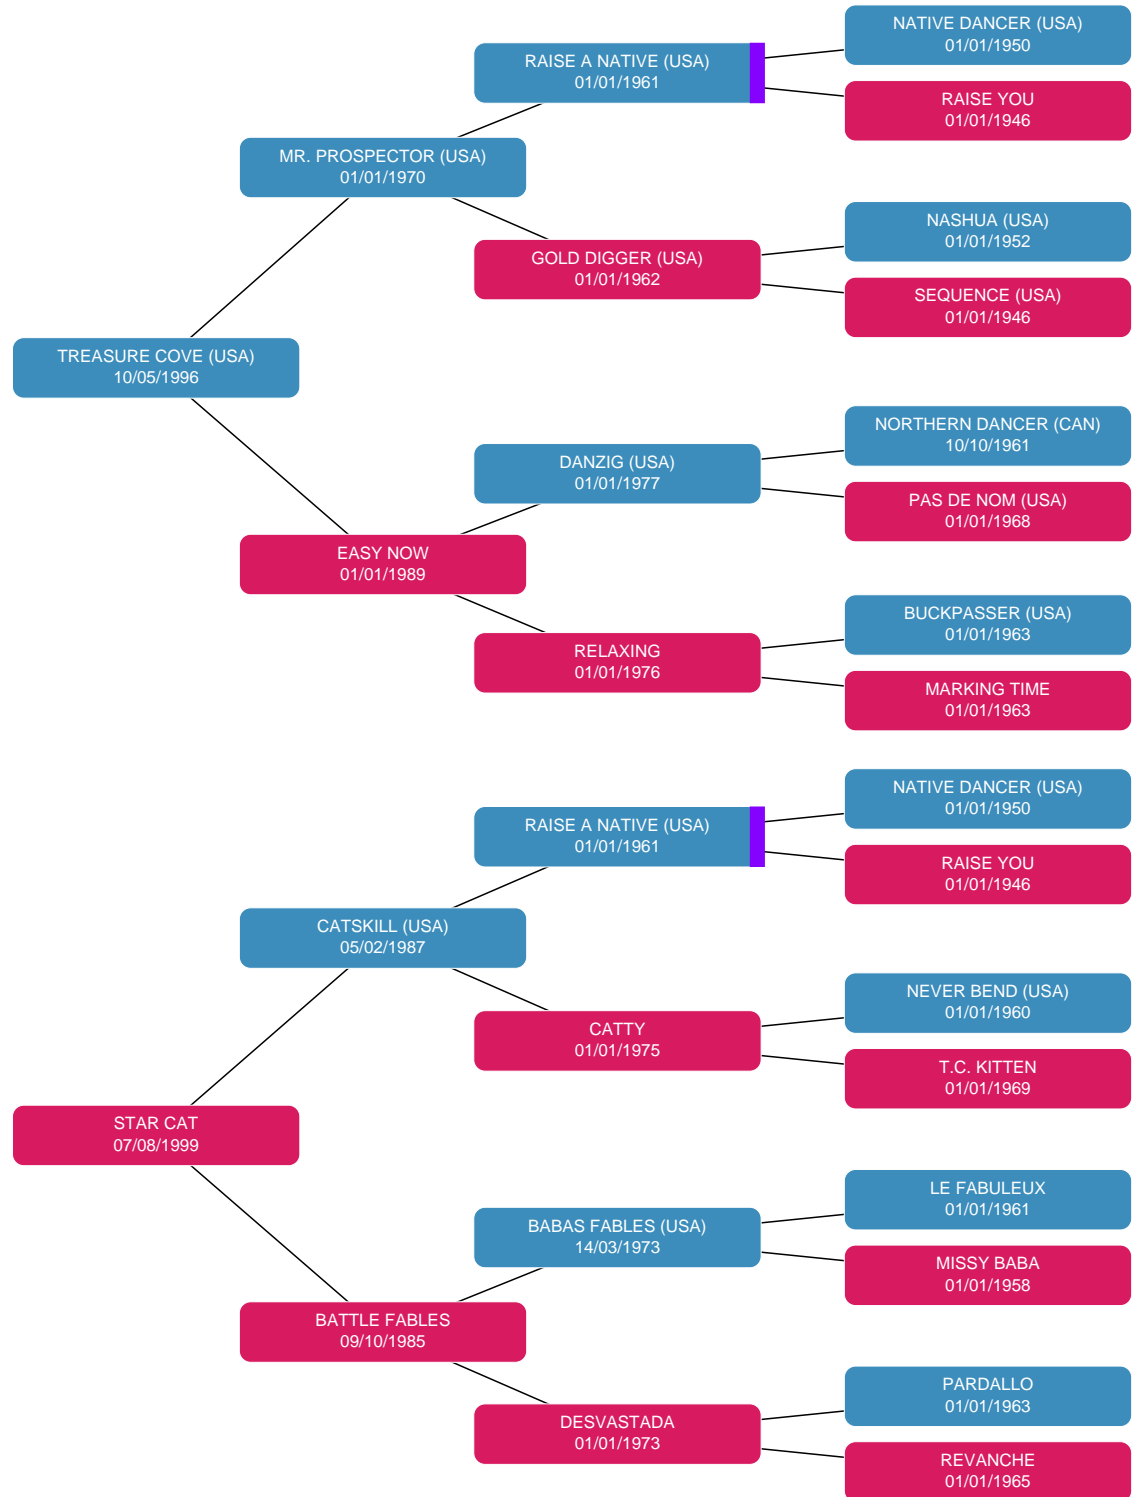 NATIVE DANCER (USA)
01/01/1950
RAISE A NATIVE (USA)
01/01/1961
RAISE YOU
01/01/1946
MR. PROSPECTOR (USA)
01/01/1970
NASHUA (USA)
01/01/1952
GOLD DIGGER (USA)
01/01/1962
SEQUENCE (USA)
01/01/1946
TREASURE COVE (USA)
10/05/1996
NORTHERN DANCER (CAN)
10/10/1961
DANZIG (USA)
01/01/1977
PAS DE NOM (USA)
01/01/1968
EASY NOW
01/01/1989
BUCKPASSER (USA)
01/01/1963
RELAXING
01/01/1976
MARKING TIME
01/01/1963
NATIVE DANCER (USA)
01/01/1950
RAISE A NATIVE (USA)
01/01/1961
RAISE YOU
01/01/1946
CATSKILL (USA)
05/02/1987
NEVER BEND (USA)
01/01/1960
CATTY
01/01/1975
T.C. KITTEN
01/01/1969
STAR CAT
07/08/1999
LE FABULEUX
01/01/1961
BABAS FABLES (USA)
14/03/1973
MISSY BABA
01/01/1958
BATTLE FABLES
09/10/1985
PARDALLO
01/01/1963
DESVASTADA
01/01/1973
REVANCHE
01/01/1965